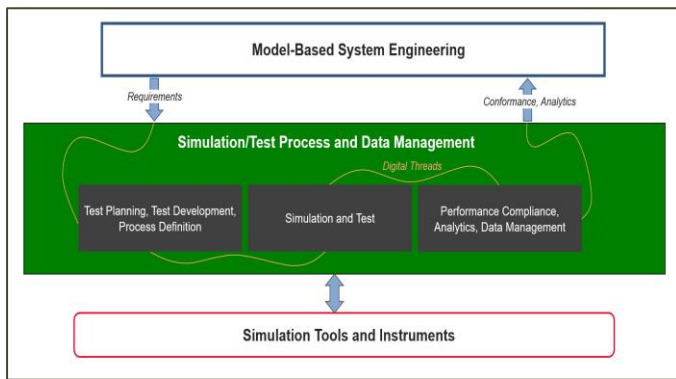 Model-Based System Engineering
Requirements
Conformance, Analytics
Simulation/Test Process and Data Management
Digital Threads
Test Planning, Test Development,
Process Definition
Simulation and Test
Performance Compliance,
Analytics, Data Management
Simulation Tools and Instruments